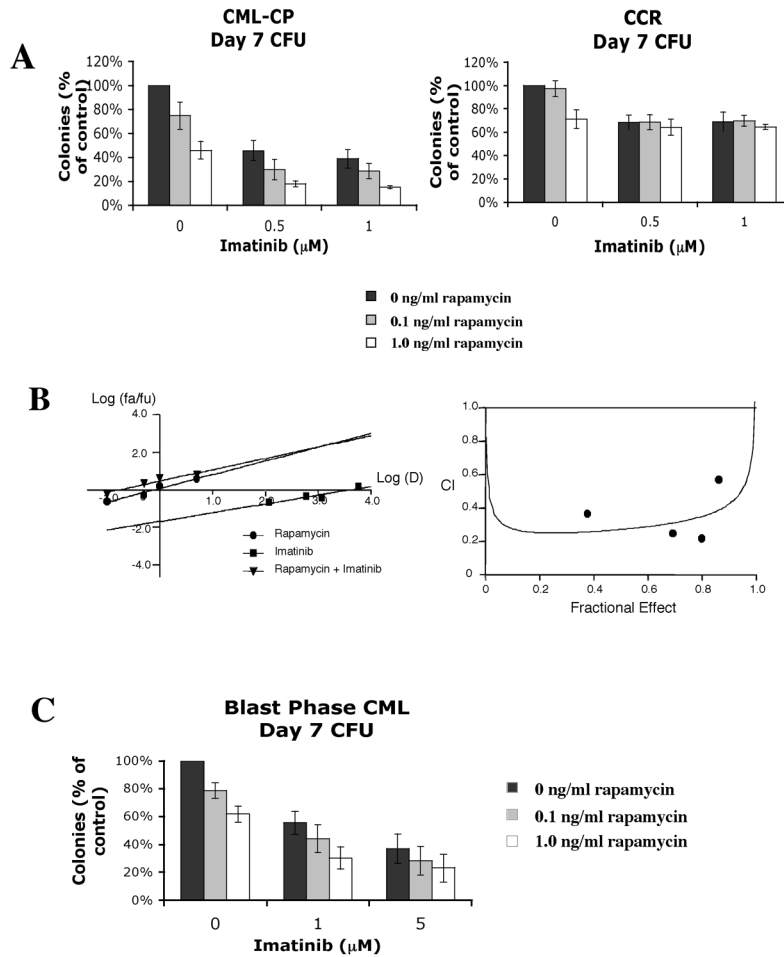 A
CML-CP
Day 7 CFU
Colonies (%
of control)
120%
100%
80%
60%
40%
20%
0%
0
0.5
1
Imatinib (μM)
CCR
Day 7 CFU
Colonies (%
of control)
120%
100%
80%
60%
40%
20%
0%
0
0.5
1
Imatinib (μM)
0 ng/ml rapamycin
0.1 ng/ml rapamycin
1.0 ng/ml rapamycin
B
Log (fa/fu)
4.0
2.0
-2.0
-4.0
1.0
2.0
3.0
4.0
Log (D)
Rapamycin
Imatinib
Rapamycin + Imatinib
CI
1.0
0.8
0.6
0.4
0.2
0
0
0.2
0.4
0.6
0.8
1.0
Fractional Effect
C
Blast Phase CML
Day 7 CFU
Colonies (% of
control)
100%
80%
60%
40%
20%
0%
0
1
5
Imatinib (μM)
0 ng/ml rapamycin
0.1 ng/ml rapamycin
1.0 ng/ml rapamycin